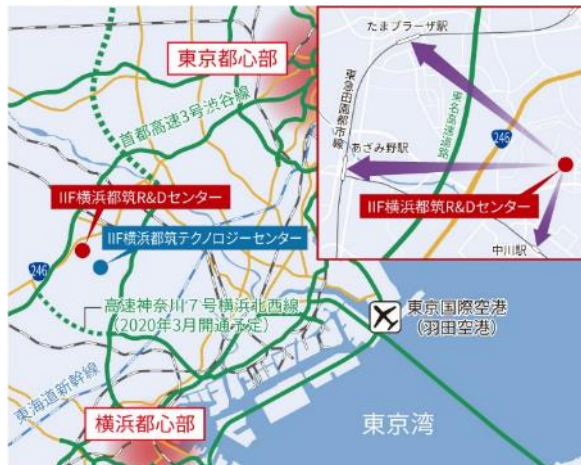 東京都心部
首都高速3号渋谷線
IIF横浜都筑R&Dセンター
IIF横浜都筑テクノロジーセンター
246
高速神奈川7号横浜北西線
(2020年3月開通予定)
東海道新幹線
横浜都心部
東京国際空港
(羽田空港)
東京湾
たまプラーザ駅
東急田園都市線
東名高速道路
246
あざみ野駅
IIF横浜都筑R&Dセンター
中川駅